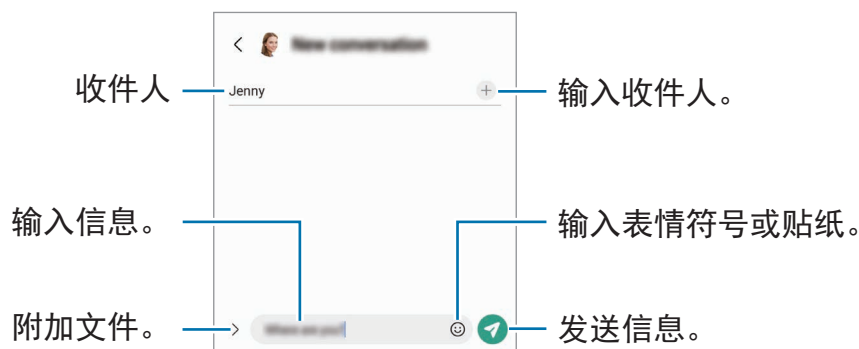 New conversation
收件人
Jenny
输入收件人。
输入信息。
输入表情符号或贴纸。
附加文件。
Where are you?
发送信息。